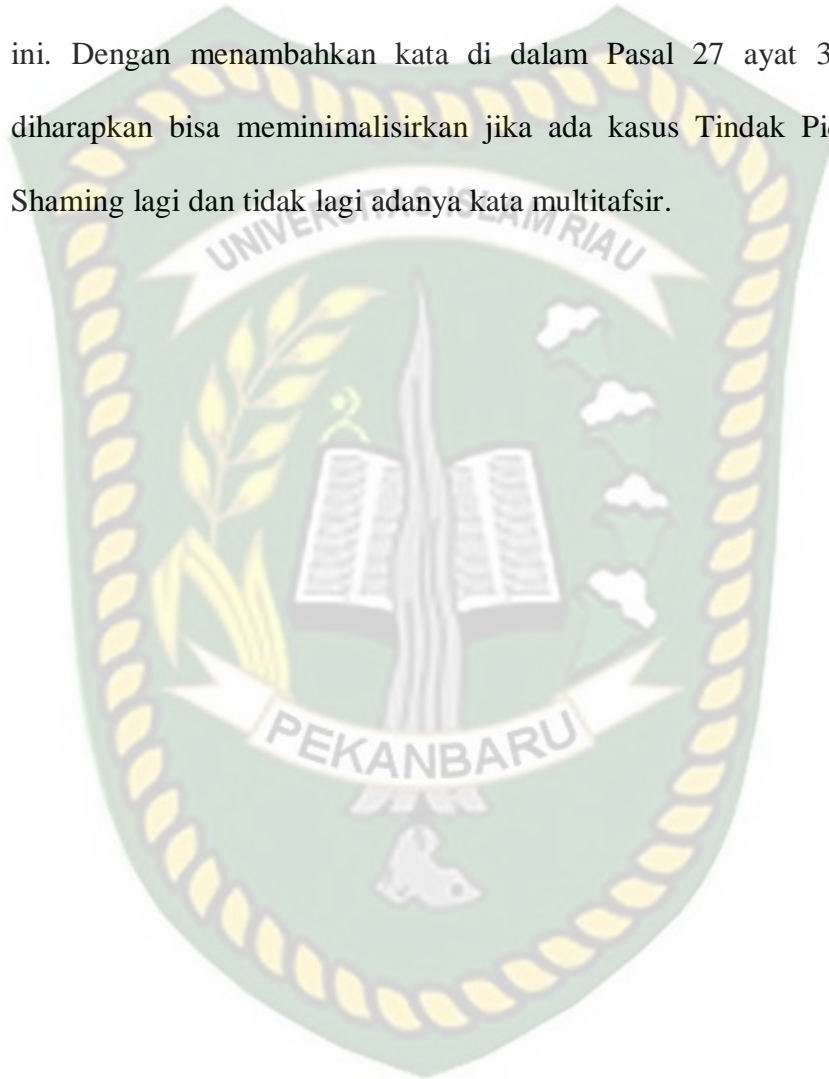 ini. Dengan menambahkan kata di dalam Pasal 27 ayat 3
diharapkan bisa meminimalisirkan jika ada kasus Tindak Pi
Shaming lagi dan tidak lagi adanya kata multitafsir.
UNIVERSITAS ISLAM RIAU
PEKANBARU